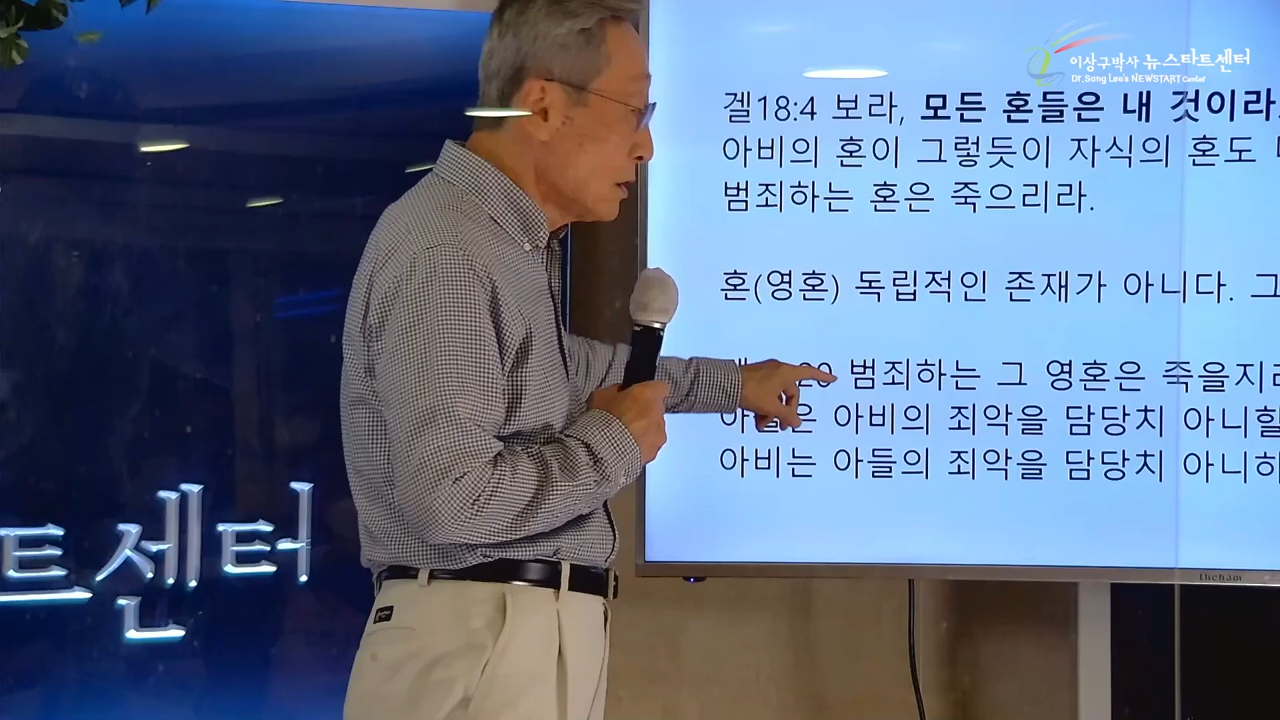 이상구박사 뉴스타트센터
Dr. Sang Lee's NEWSTART Center
겔18:4 보라, 모든 혼들은 내 것이라,
아비의 혼이 그렇듯이 자식의 혼도
범죄하는 혼은 죽으리라.
혼(영혼) 독립적인 존재가 아니다. 그
20 범죄하는 그 영혼은 죽을지라
아비의 죄악을 담당치 아니할
아비는 아들의 죄악을 담당치 아니하
트센터